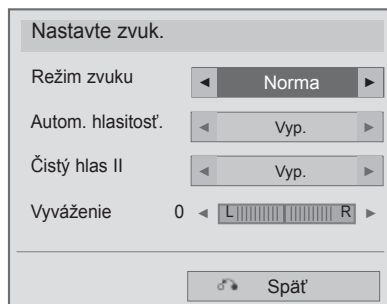 Nastavte zvuk.
Režim zvuku ◄ Norma ►
Autom. hlasitosť. ◄ Vyp. ►
Čistý hlas II ◄ Vyp. ►
Vyváženie 0 ◄ L R ►
Späť